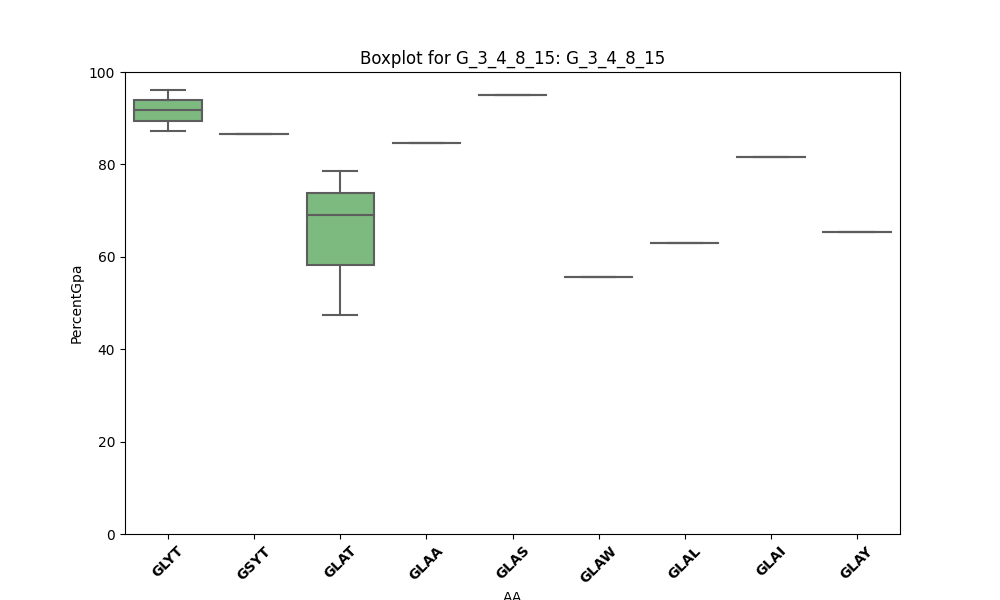 Boxplot for G_3_4_8_15: G_3_4_8_15
100
80
60
40
20
0
PercentGpa
GLYT
GSYT
GLAT
GLAA
GLAS
GLAW
GLAL
GLAI
GLAY
AA